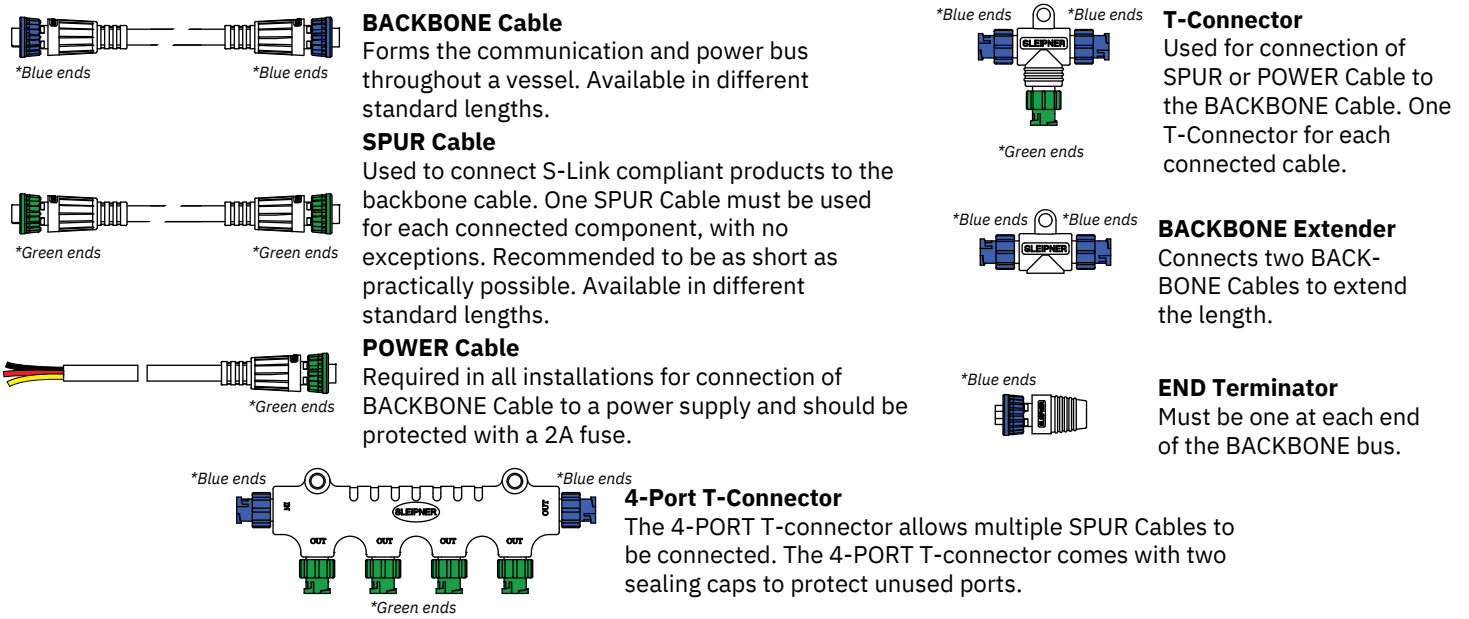 BACKBONE Cable
Forms the communication and power bus
throughout a vessel. Available in different
standard lengths.
*Blue ends
*Blue ends
SPUR Cable
Used to connect S-Link compliant products to the
backbone cable. One SPUR Cable must be used
for each connected component, with no
exceptions. Recommended to be as short as
practically possible. Available in different
standard lengths.
*Green ends
*Green ends
POWER Cable
Required in all installations for connection of
BACKBONE Cable to a power supply and should be
protected with a 2A fuse.
*Green ends
*Blue ends
*Blue ends
SLEIPNER
*Green ends
T-Connector
Used for connection of
SPUR or POWER Cable to
the BACKBONE Cable. One
T-Connector for each
connected cable.
*Blue ends
*Blue ends
SLEIPNER
BACKBONE Extender
Connects two BACK-
BONE Cables to extend
the length.
*Blue ends
SLEIPNER
END Terminator
Must be one at each end
of the BACKBONE bus.
*Blue ends
*Blue ends
IN
SLEIPNER
OUT
OUT
OUT
OUT
OUT
*Green ends
4-Port T-Connector
The 4-PORT T-connector allows multiple SPUR Cables to
be connected. The 4-PORT T-connector comes with two
sealing caps to protect unused ports.